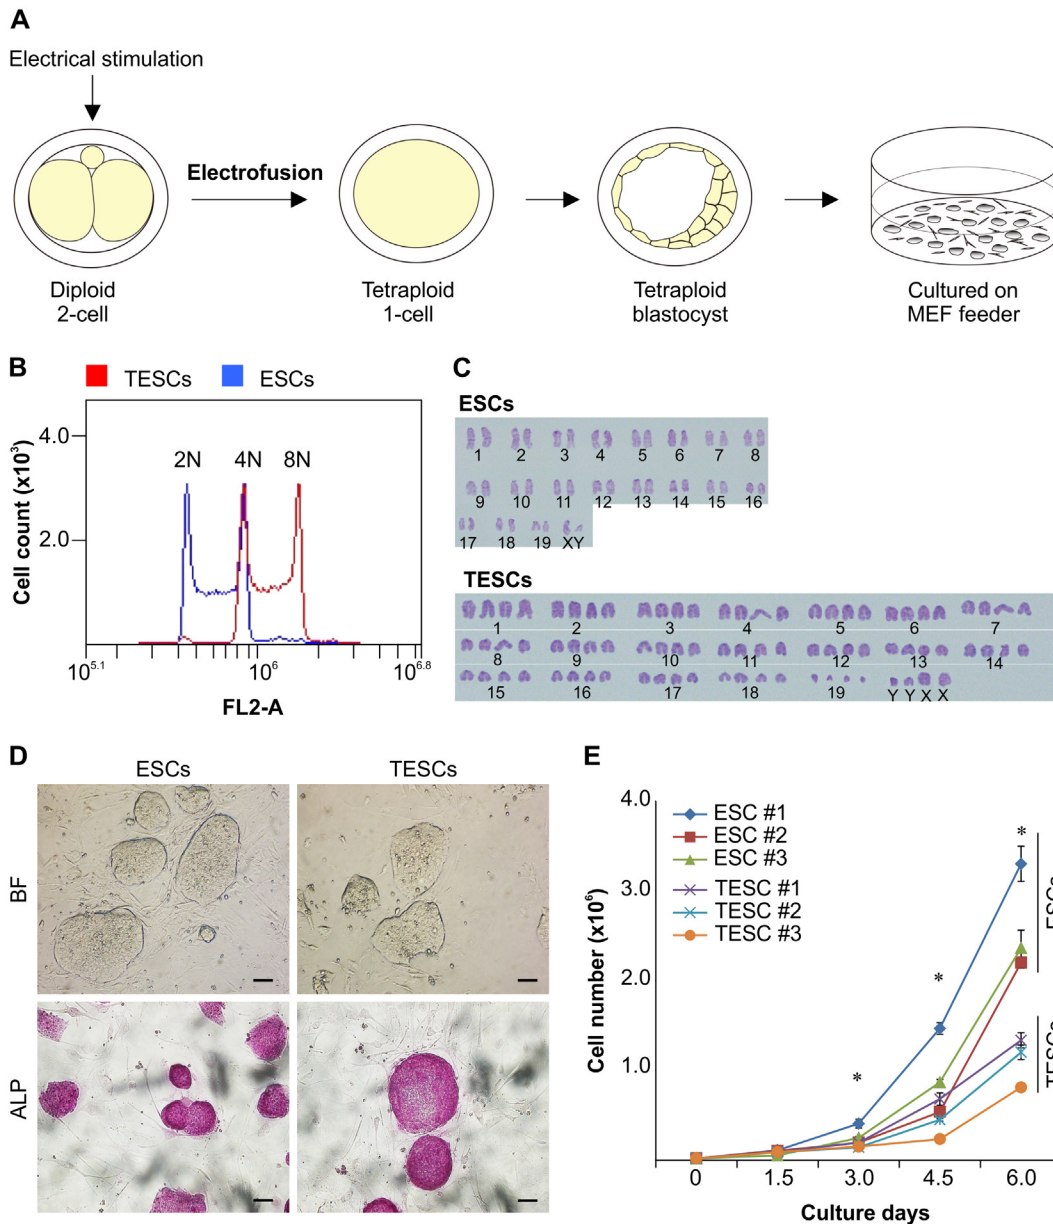 A
Electrical stimulation
Electrofusion
Diploid
2-cell
Tetraploid
1-cell
Tetraploid
blastocyst
Cultured on
MEF feeder
B
TESCs ESCs
Cell count (x10³)
4.0
2.0
2N 4N 8N
10^5.1 10^6 10^6.8
FL2-A
C
ESCs
1 2 3 4 5 6 7 8
9 10 11 12 13 14 15 16
17 18 19 XY
TESCs
1 2 3 4 5 6 7
8 9 10 11 12 13 14
15 16 17 18 19 Y Y X X
D
ESCs TESCs
BF
ALP
E
Cell number (x10⁶)
4.0
3.0
2.0
1.0
ESC #1
ESC #2
ESC #3
TESC #1
TESC #2
TESC #3
* * *
ESCs
TESCs
0 1.5 3.0 4.5 6.0
Culture days